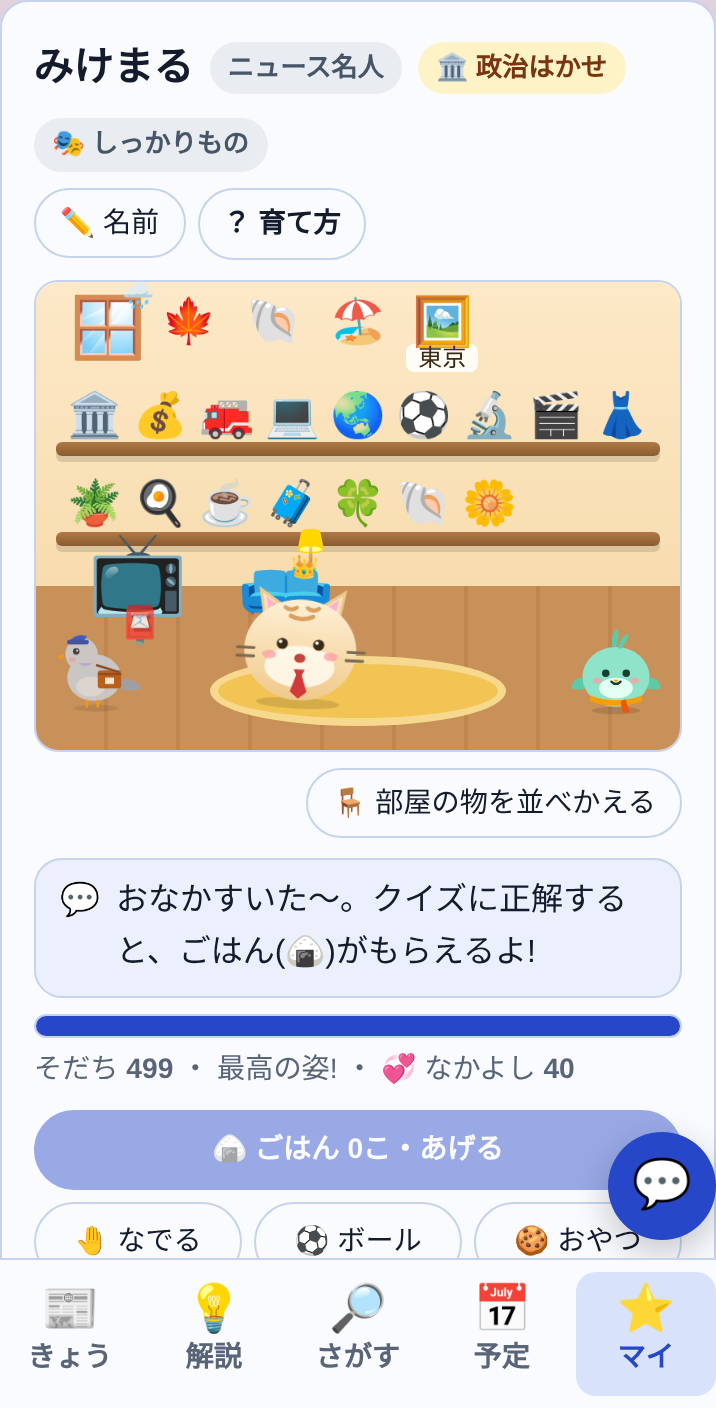 みけまる ニュース名人 政治はかせ
しっかりもの
名前 ? 育て方
東京
部屋の物を並べかえる
おなかすいた〜。クイズに正解する
と、ごはん(🍙)がもらえるよ!
そだち 499 ・ 最高の姿! ・ 💞 なかよし 40
ごはん 0こ・あげる
なでる ボール おやつ
July
17
きょう 解説 さがす 予定 マイ